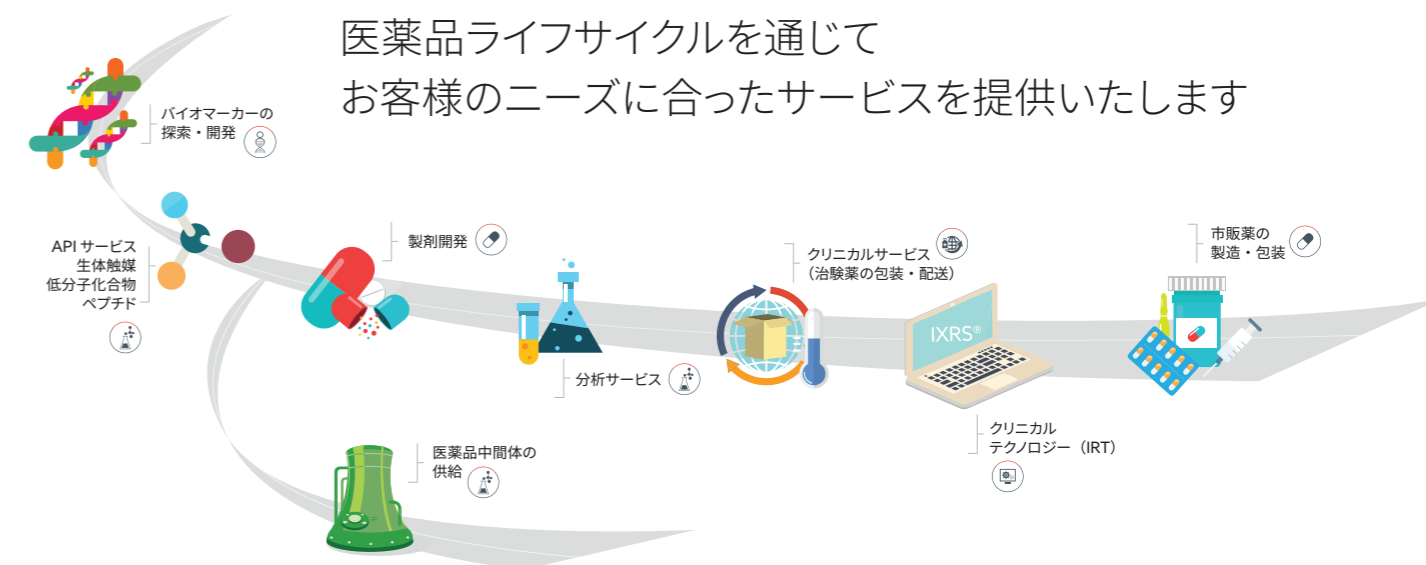 医薬品ライフサイクルを通じて
お客様のニーズに合ったサービスを提供いたします
バイオマーカーの
探索・開発
API サービス
生体触媒
低分子化合物
ペプチド
製剤開発
分析サービス
クリニカルサービス
（治験薬の包装・配送）
IXRS®
クリニカル
テクノロジー（IRT）
市販薬の
製造・包装
医薬品中間体の
供給